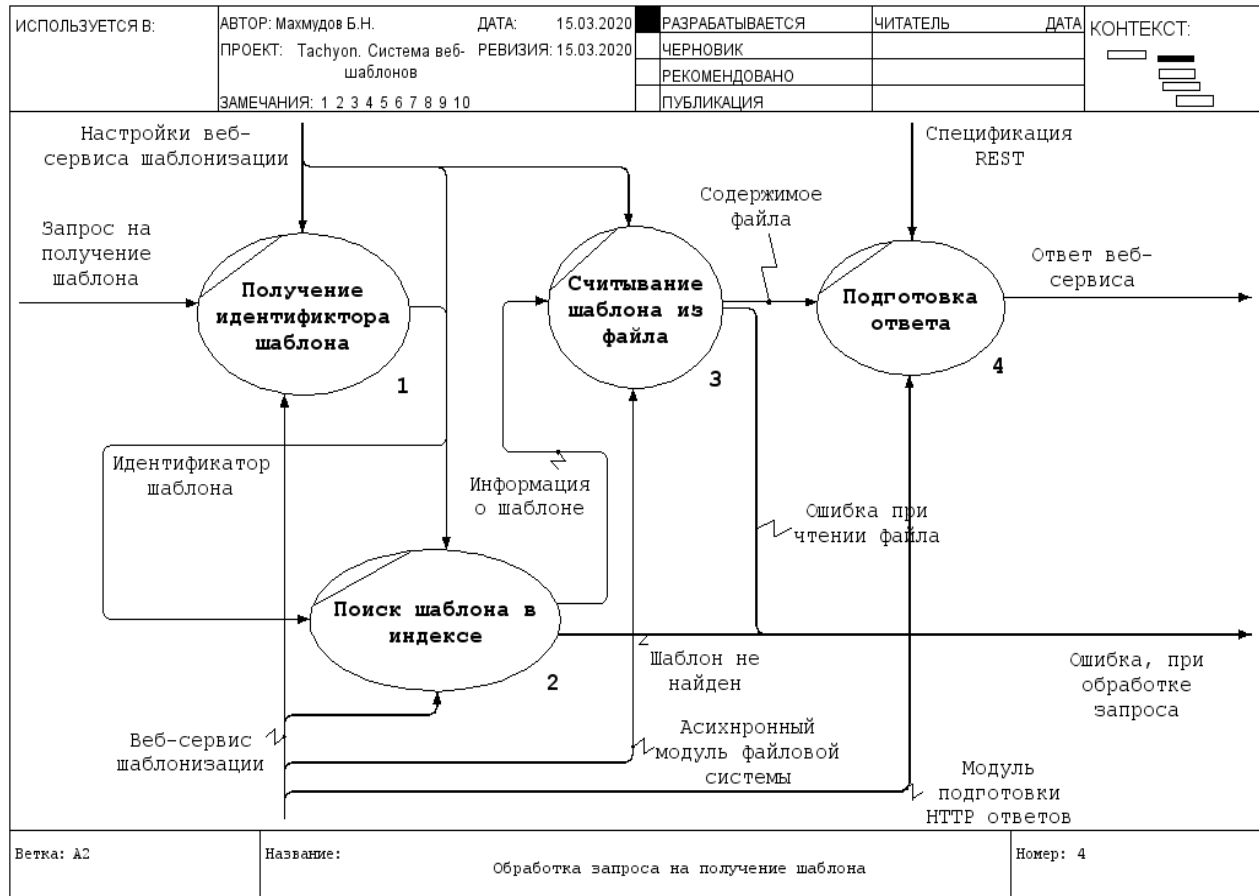 ИСПОЛЬЗУЕТСЯ В:
АВТОР: Махмудов Б.Н.
ДАТА: 15.03.2020
ПРОЕКТ: Tachyon. Система веб-
шаблонов
РЕВИЗИЯ: 15.03.2020
ЗАМЕЧАНИЯ: 1 2 3 4 5 6 7 8 9 10
РАЗРАБАТЫВАЕТСЯ
ЧЕРНОВИК
РЕКОМЕНДОВАНО
ПУБЛИКАЦИЯ
ЧИТАТЕЛЬ
ДАТА
КОНТЕКСТ:
Настройки веб-
сервиса шаблонизации
Спецификация
REST
Запрос на
получение
шаблона
Содержимое
файла
Ответ веб-
сервиса
Получение
идентификтора
шаблона
1
Считывание
шаблона из
файла
3
Подготовка
ответа
4
Идентификатор
шаблона
Информация
о шаблоне
Ошибка при
чтении файла
Поиск шаблона в
индексе
2
Шаблон не
найден
Ошибка, при
обработке
запроса
Веб-сервис
шаблонизации
Асихнронный
модуль файловой
системы
Модуль
подготовки
HTTP ответов
Ветка: A2
Название:
Обработка запроса на получение шаблона
Номер: 4